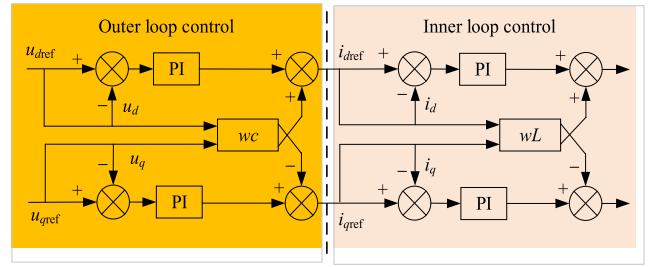 Outer loop control
Inner loop control
u_dref
+
PI
+
i_dref
+
PI
+
−
u_d
+
−
i_d
+
wc
wL
−
u_q
−
−
i_q
−
+
PI
+
+
PI
+
u_qref
i_qref